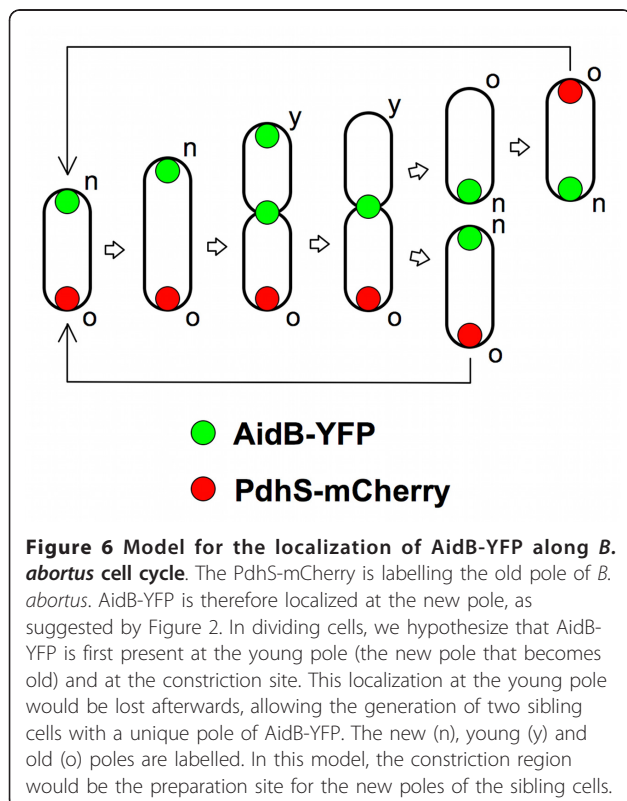 o
n
y
y
o
n
n
n
n
o
o
o
o
o
AidB-YFP
PdhS-mCherry
Figure 6 Model for the localization of AidB-YFP along B.
abortus cell cycle. The PdhS-mCherry is labelling the old pole of B.
abortus. AidB-YFP is therefore localized at the new pole, as
suggested by Figure 2. In dividing cells, we hypothesize that AidB-
YFP is first present at the young pole (the new pole that becomes
old) and at the constriction site. This localization at the young pole
would be lost afterwards, allowing the generation of two sibling
cells with a unique pole of AidB-YFP. The new (n), young (y) and
old (o) poles are labelled. In this model, the constriction region
would be the preparation site for the new poles of the sibling cells.